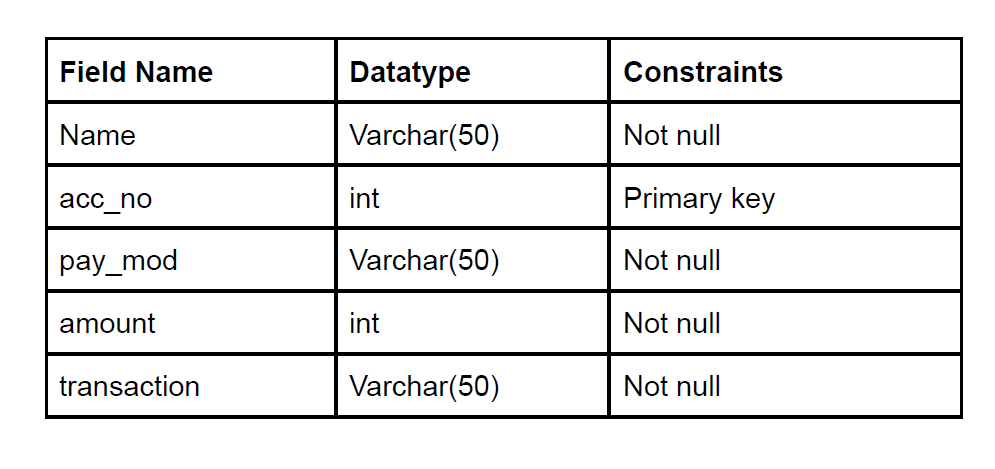 Field Name Datatype Constraints
Name Varchar(50) Not null
acc_no int Primary key
pay_mod Varchar(50) Not null
amount int Not null
transaction Varchar(50) Not null